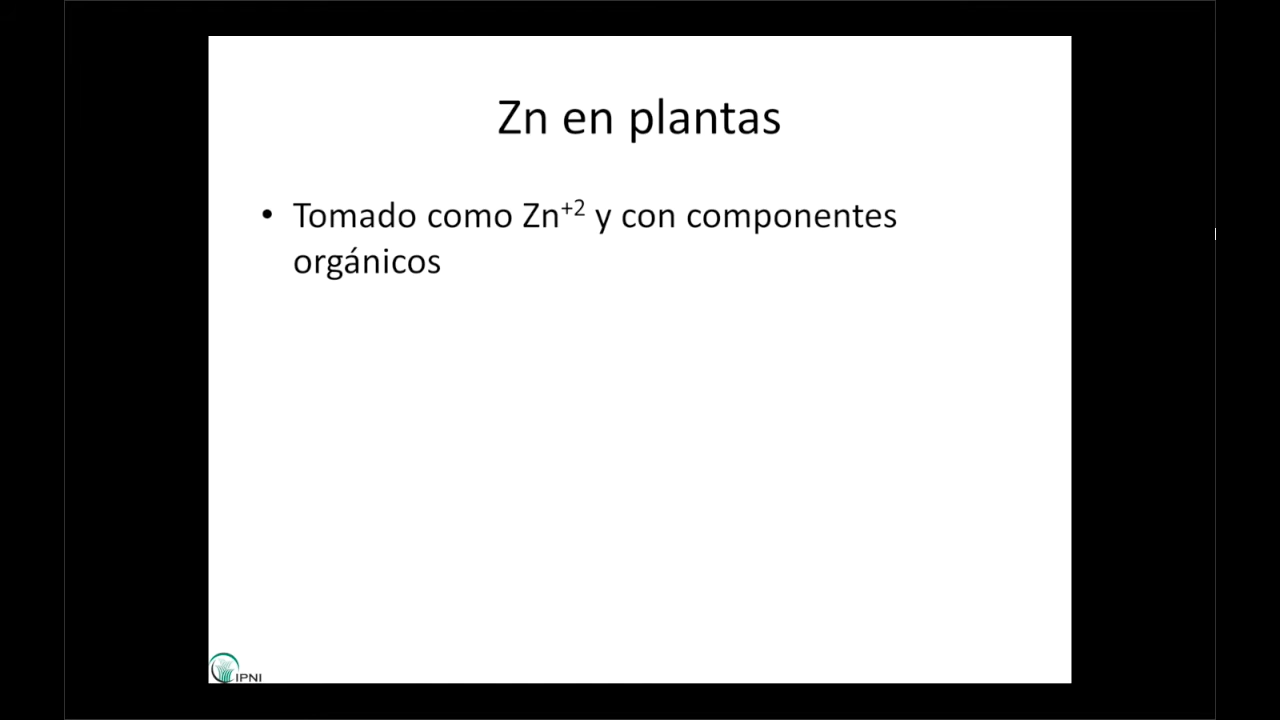 Zn en plantas
• Tomado como Zn⁺² y con componentes
orgánicos
IPNI